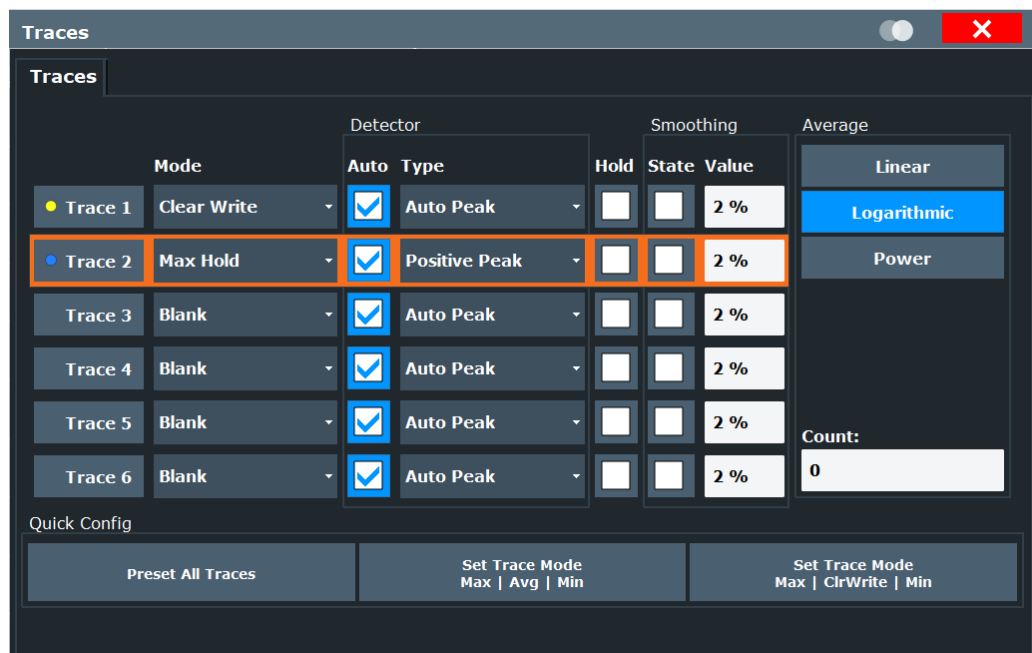 Traces
Traces
Detector Smoothing Average
Mode Auto Type Hold State Value Linear
Trace 1 Clear Write Auto Peak 2 % Logarithmic
Trace 2 Max Hold Positive Peak 2 % Power
Trace 3 Blank Auto Peak 2 %
Trace 4 Blank Auto Peak 2 %
Trace 5 Blank Auto Peak 2 % Count:
Trace 6 Blank Auto Peak 2 % 0
Quick Config
Preset All Traces
Set Trace Mode
Max | Avg | Min
Set Trace Mode
Max | ClrWrite | Min